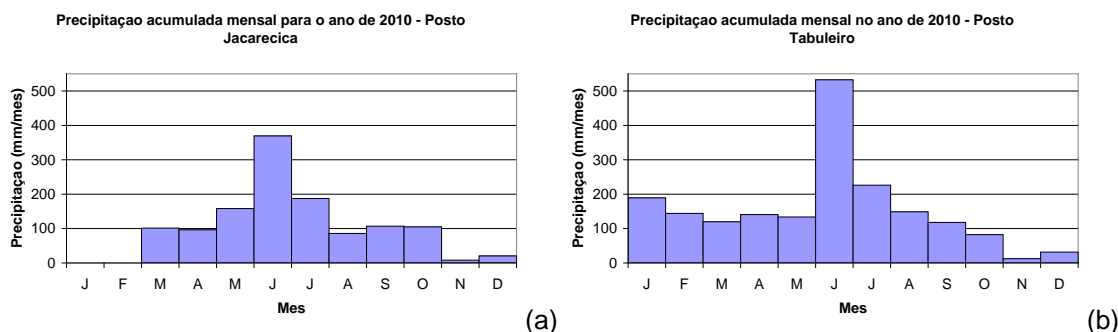 Precipitaçao acumulada mensal para o ano de 2010 - Posto
Jacarecica
500
400
300
200
100
0
Precipitaçao (mm/mes)
J F M A M J J A S O N D
Mes
(a)
Precipitaçao acumulada mensal no ano de 2010 - Posto
Tabuleiro
500
400
300
200
100
0
Precipitaçao (mm/mes)
J F M A M J J A S O N D
Mes
(b)